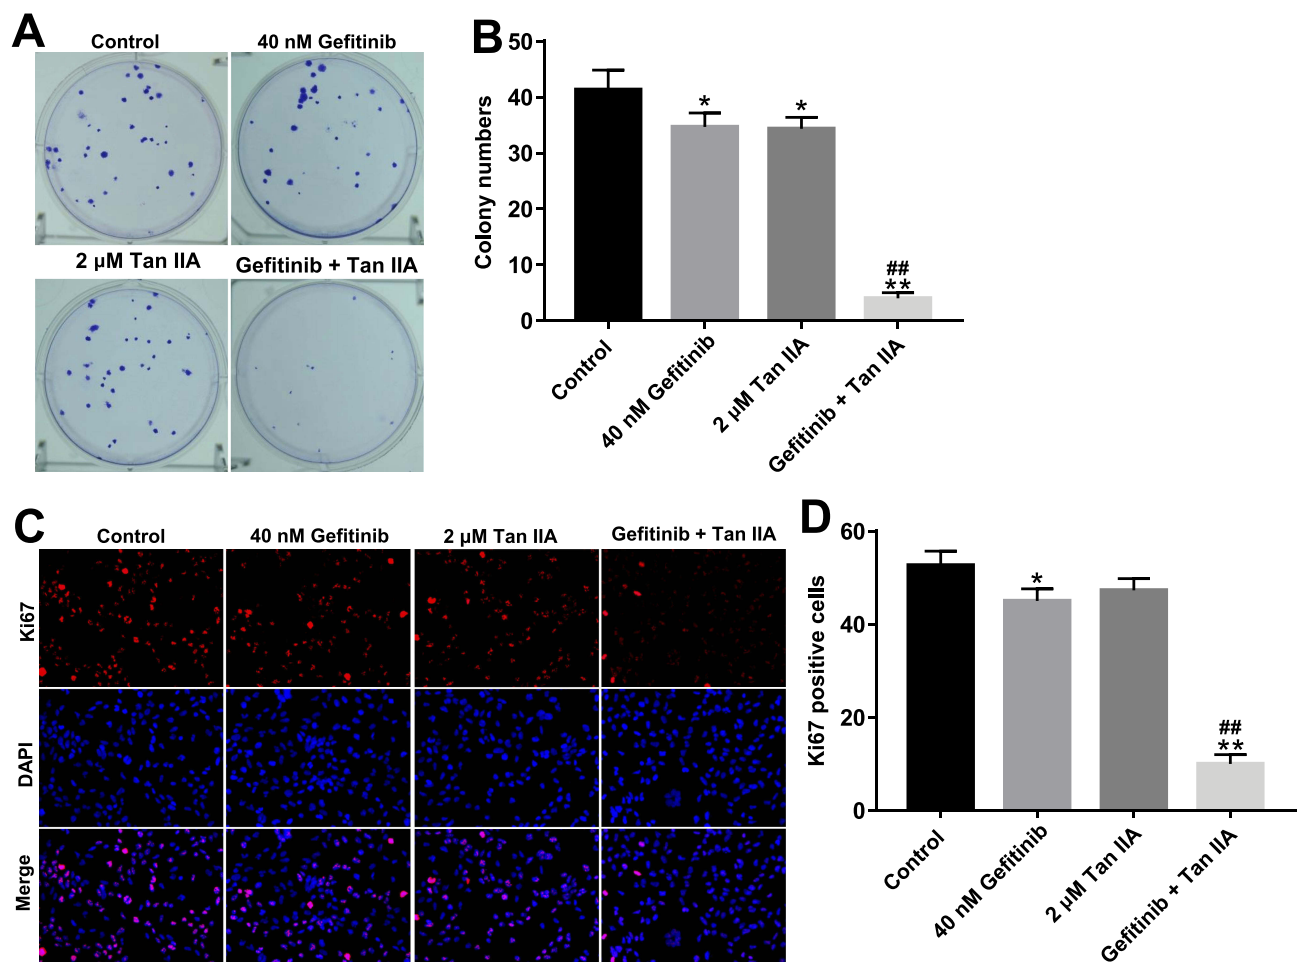 A
Control
40 nM Gefitinib
2 µM Tan IIA
Gefitinib + Tan IIA
B
Colony numbers
50
40
30
20
10
0
*
*
##
**
Control
40 nM Gefitinib
2 µM Tan IIA
Gefitinib + Tan IIA
C
Control
40 nM Gefitinib
2 µM Tan IIA
Gefitinib + Tan IIA
Ki67
DAPI
Merge
D
Ki67 positive cells
60
40
20
0
*
##
**
Control
40 nM Gefitinib
2 µM Tan IIA
Gefitinib + Tan IIA